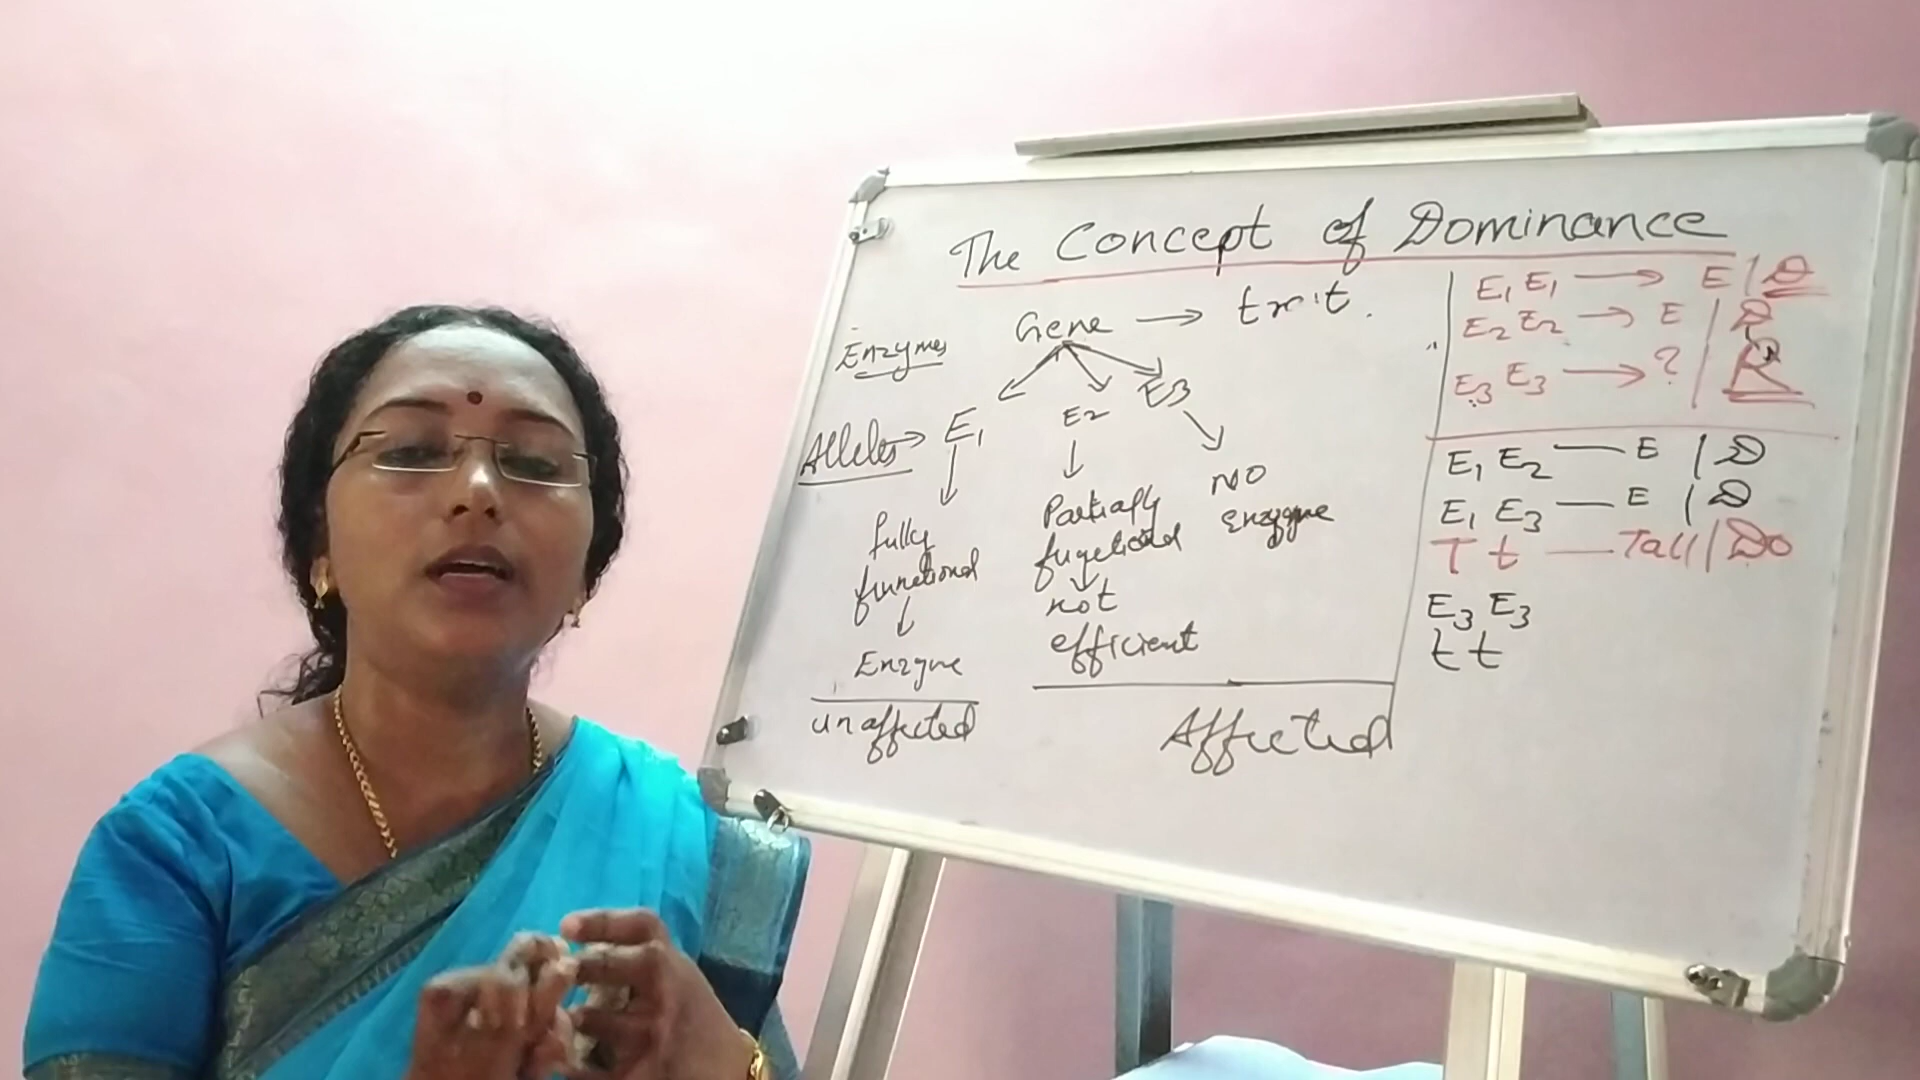 The Concept of Dominance
Gene → trait.
Enzymes
Alleles → E1 E2 E3
fully
functional
↓
Enzyme
unaffected
Partially
↓
not
efficient
NO
enzyme
Affected
E1 E1 → E / D
E2 E2 → E /
E3 E3 → ? / R
E1 E2 — E / D
E1 E3 — E / D
T t — Tall / Do
E3 E3
t t